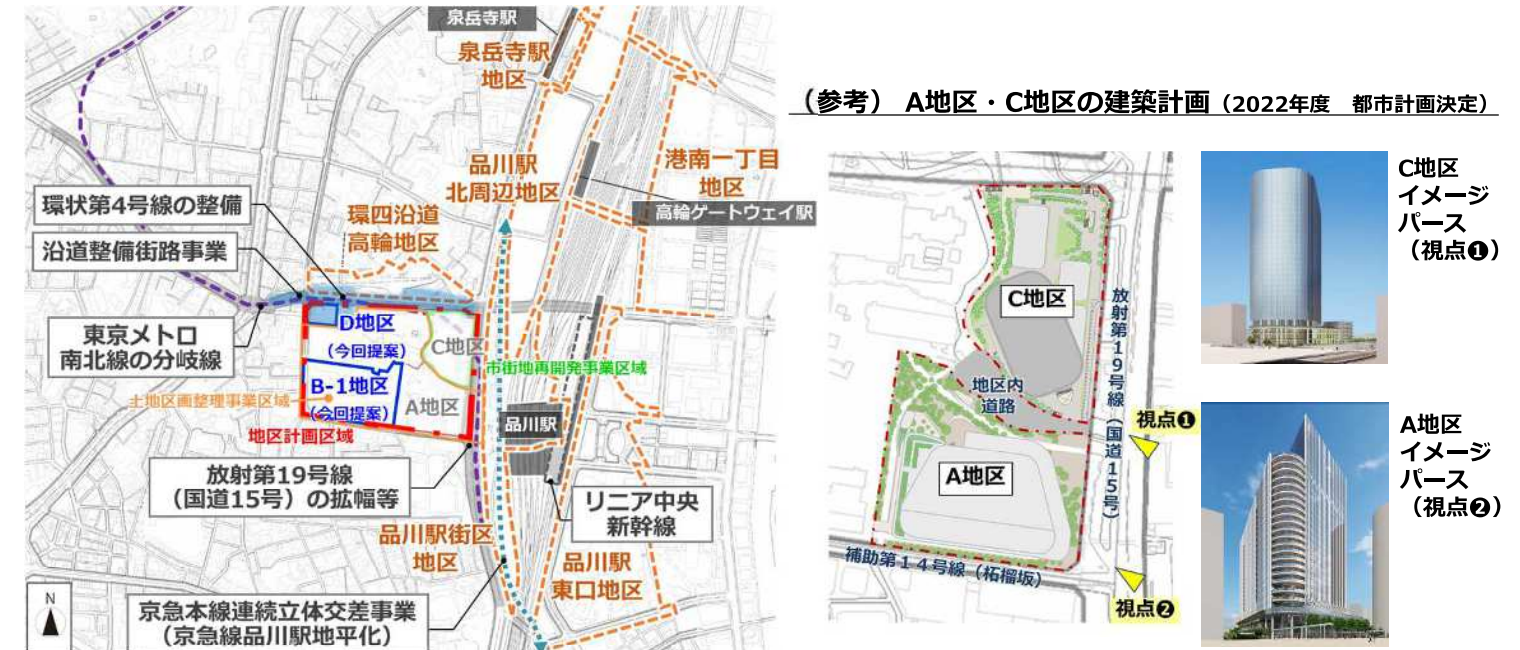 泉岳寺駅
泉岳寺駅
地区
品川駅
北周辺地区
港南一丁目
地区
高輪ゲートウェイ駅
環状第4号線の整備
沿道整備街路事業
環四沿道
高輪地区
東京メトロ
南北線の分岐線
D地区
(今回提案)
C地区
B-1地区
(今回提案)
A地区
市街地再開発事業区域
土地区画整理事業区域
地区計画区域
品川駅
放射第19号線
(国道15号)の拡幅等
リニア中央
新幹線
品川駅街区
地区
品川駅
東口地区
京急本線連続立体交差事業
(京急線品川駅地平化)
N
(参考) A地区・C地区の建築計画(2022年度 都市計画決定)
C地区
地区内
道路
A地区
放射第19号線(国道15号)
補助第14号線(柘榴坂)
視点❶
視点❷
C地区
イメージ
パース
(視点❶)
A地区
イメージ
パース
(視点❷)